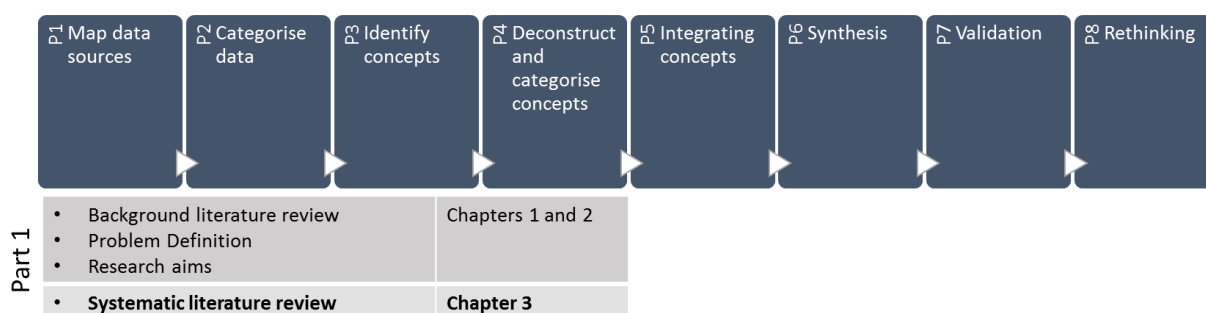 P1 Map data
sources
P2 Categorise
data
P3 Identify
concepts
P4 Deconstruct
and
categorise
concepts
P5 Integrating
concepts
P6 Synthesis
P7 Validation
P8 Rethinking
Part 1
• Background literature review
• Problem Definition
• Research aims
Chapters 1 and 2
• Systematic literature review
Chapter 3